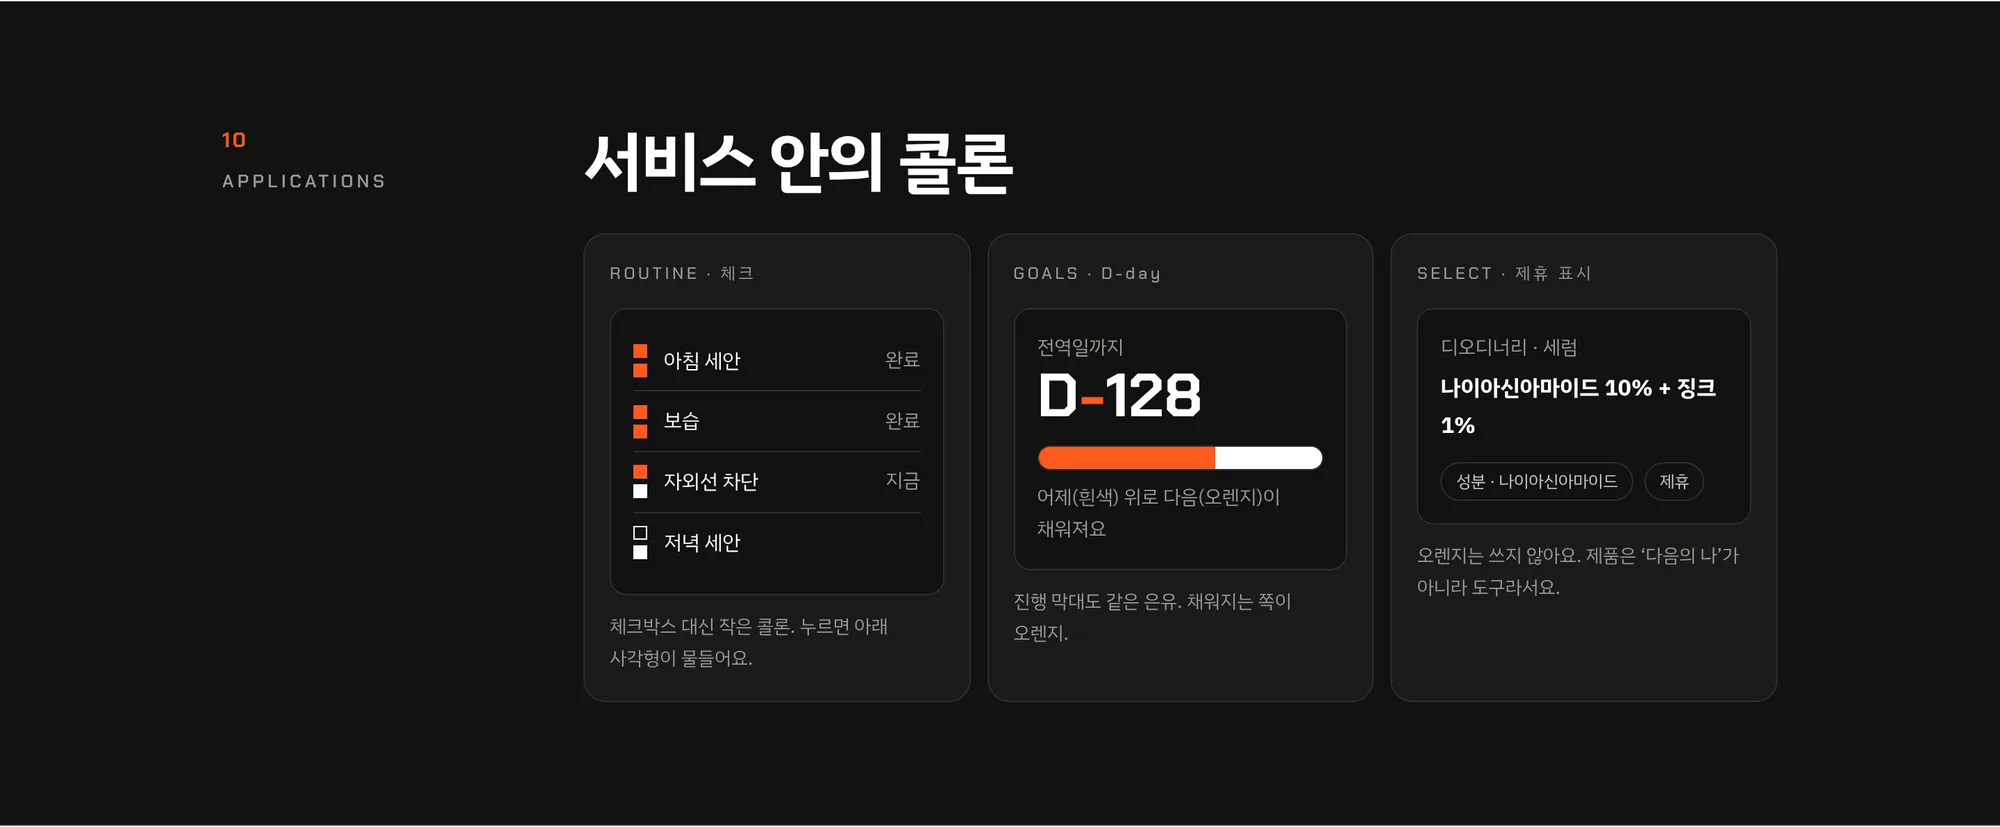 10
APPLICATIONS
서비스 안의 콜론
ROUTINE · 체크
아침 세안 완료
보습 완료
자외선 차단 지금
저녁 세안
체크박스 대신 작은 콜론. 누르면 아래
사각형이 물들어요.
GOALS · D-day
전역일까지
D-128
어제(흰색) 위로 다음(오렌지)이
채워져요
진행 막대도 같은 은유. 채워지는 쪽이
오렌지.
SELECT · 제휴 표시
디오디너리 · 세럼
나이아신아마이드 10% + 징크
1%
성분 · 나이아신아마이드 제휴
오렌지는 쓰지 않아요. 제품은 ‘다음의 나’가
아니라 도구라서요.